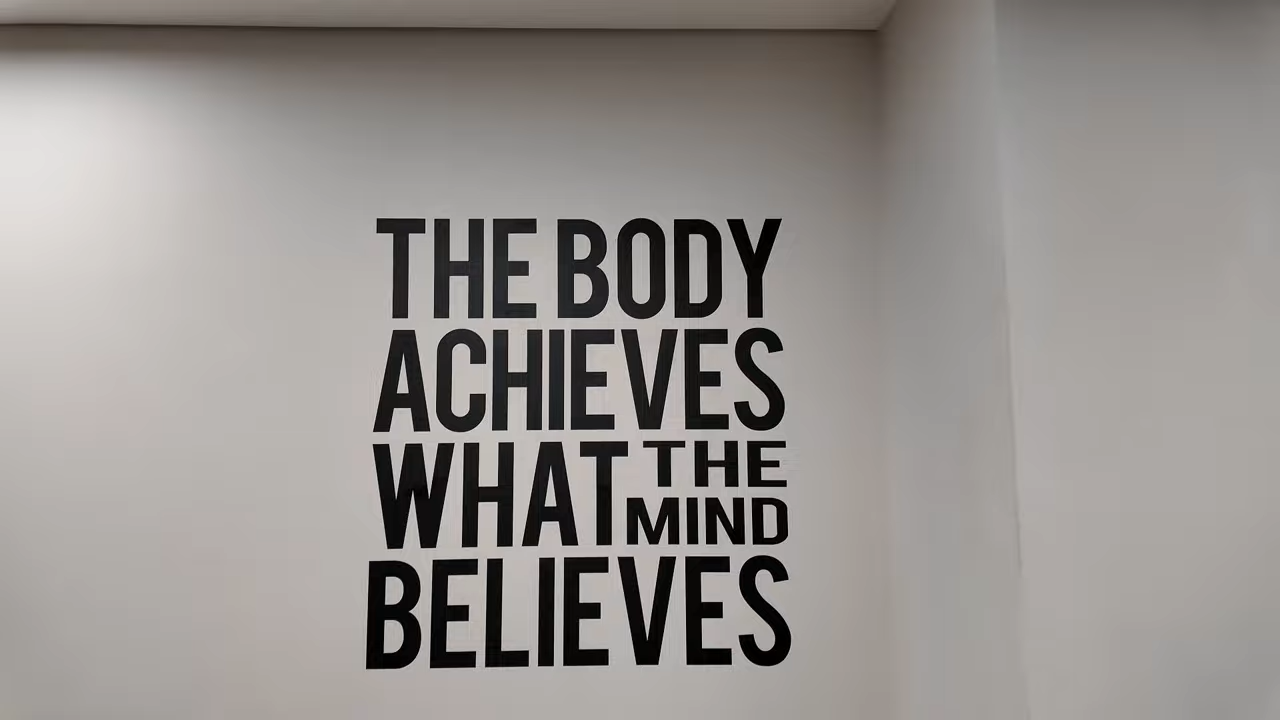 THE BODY
ACHIEVES
WHAT THE
MIND
BELIEVES